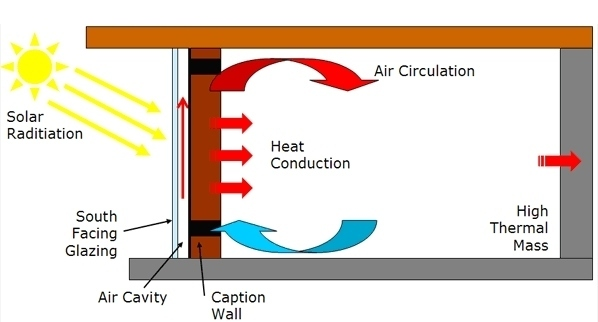 Air Circulation
Solar
Raditiation
Heat
Conduction
South
Facing
Glazing
High
Thermal
Mass
Air Cavity
Caption
Wall